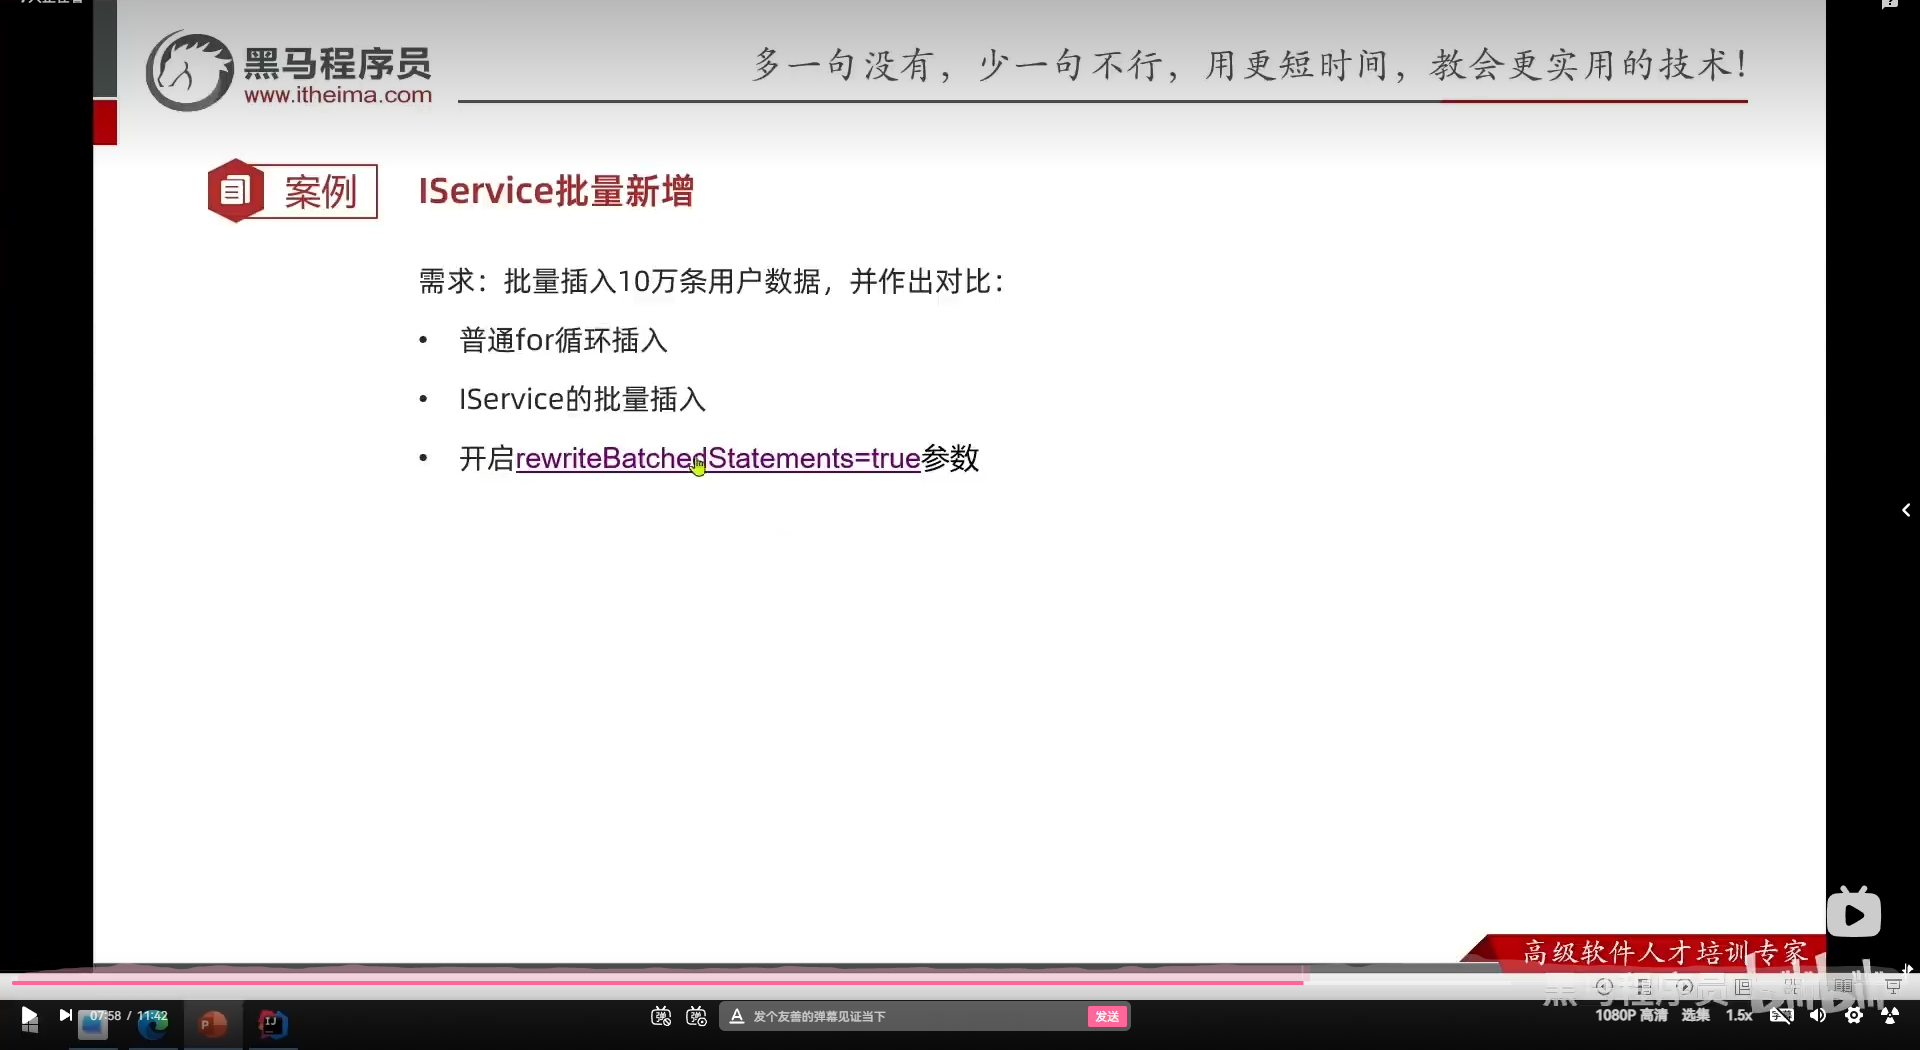 黑马程序员
www.itheima.com
多一句没有，少一句不行，用更短时间，教会更实用的技术！
案例
IService批量新增
需求：批量插入10万条用户数据，并作出对比：
• 普通for循环插入
• IService的批量插入
• 开启rewriteBatchedStatements=true参数
高级软件人才培训专家
黑马程序员
bilibili
07:58 / 11:42
发个友善的弹幕见证当下
发送
1080P 高清
选集
1.5x